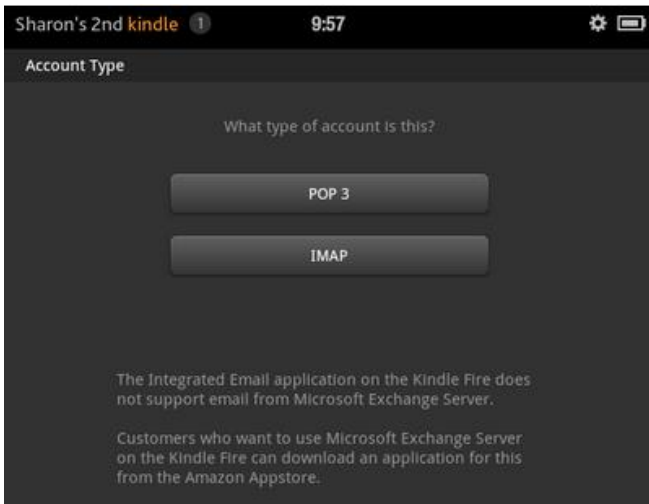 Sharon's 2nd kindle 1 9:57
Account Type
What type of account is this?
POP 3
IMAP
The Integrated Email application on the Kindle Fire does
not support email from Microsoft Exchange Server.
Customers who want to use Microsoft Exchange Server
on the Kindle Fire can download an application for this
from the Amazon Appstore.